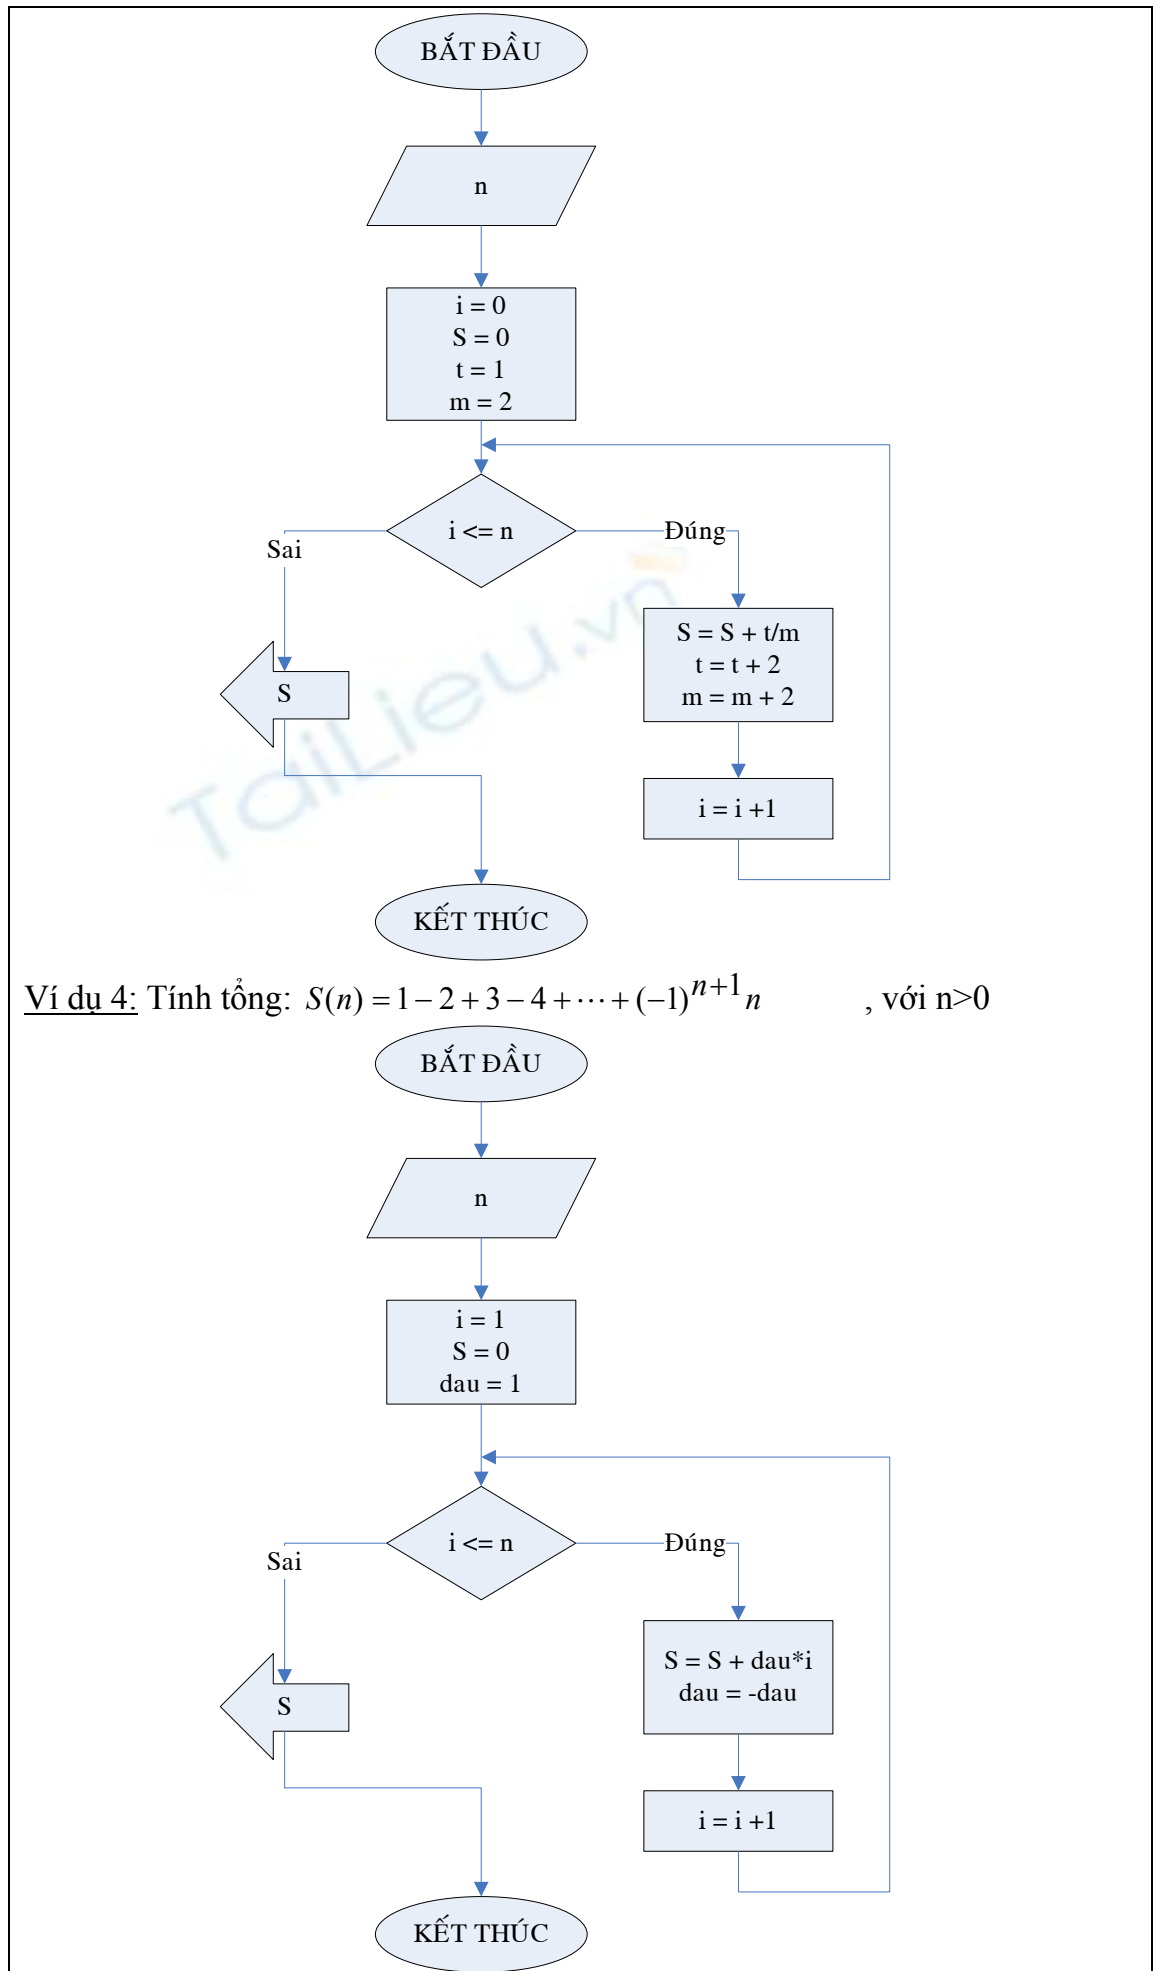 BẮT ĐẦU
n
i = 0
S = 0
t = 1
m = 2
i <= n
Sai
Đúng
S = S + t/m
t = t + 2
m = m + 2
S
i = i +1
KẾT THÚC
TaiLieu.vn
Ví dụ 4: Tính tổng: S(n) = 1 − 2 + 3 − 4 + ⋯ + (−1)^{n+1} n , với n>0
BẮT ĐẦU
n
i = 1
S = 0
dau = 1
i <= n
Sai
Đúng
S = S + dau*i
dau = -dau
S
i = i +1
KẾT THÚC